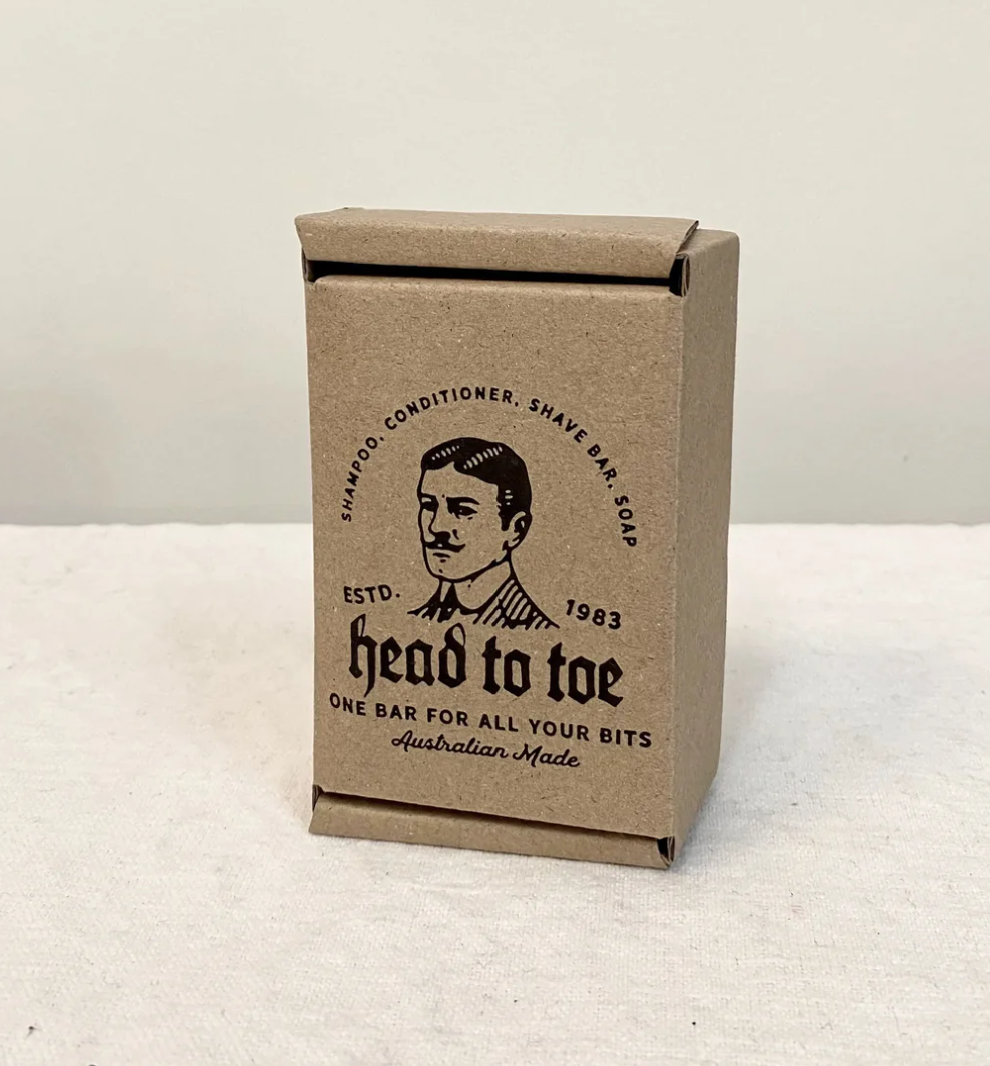 SHAMPOO. CONDITIONER. SHAVE BAR. SOAP
ESTD. 1983
head to toe
ONE BAR FOR ALL YOUR BITS
Australian Made